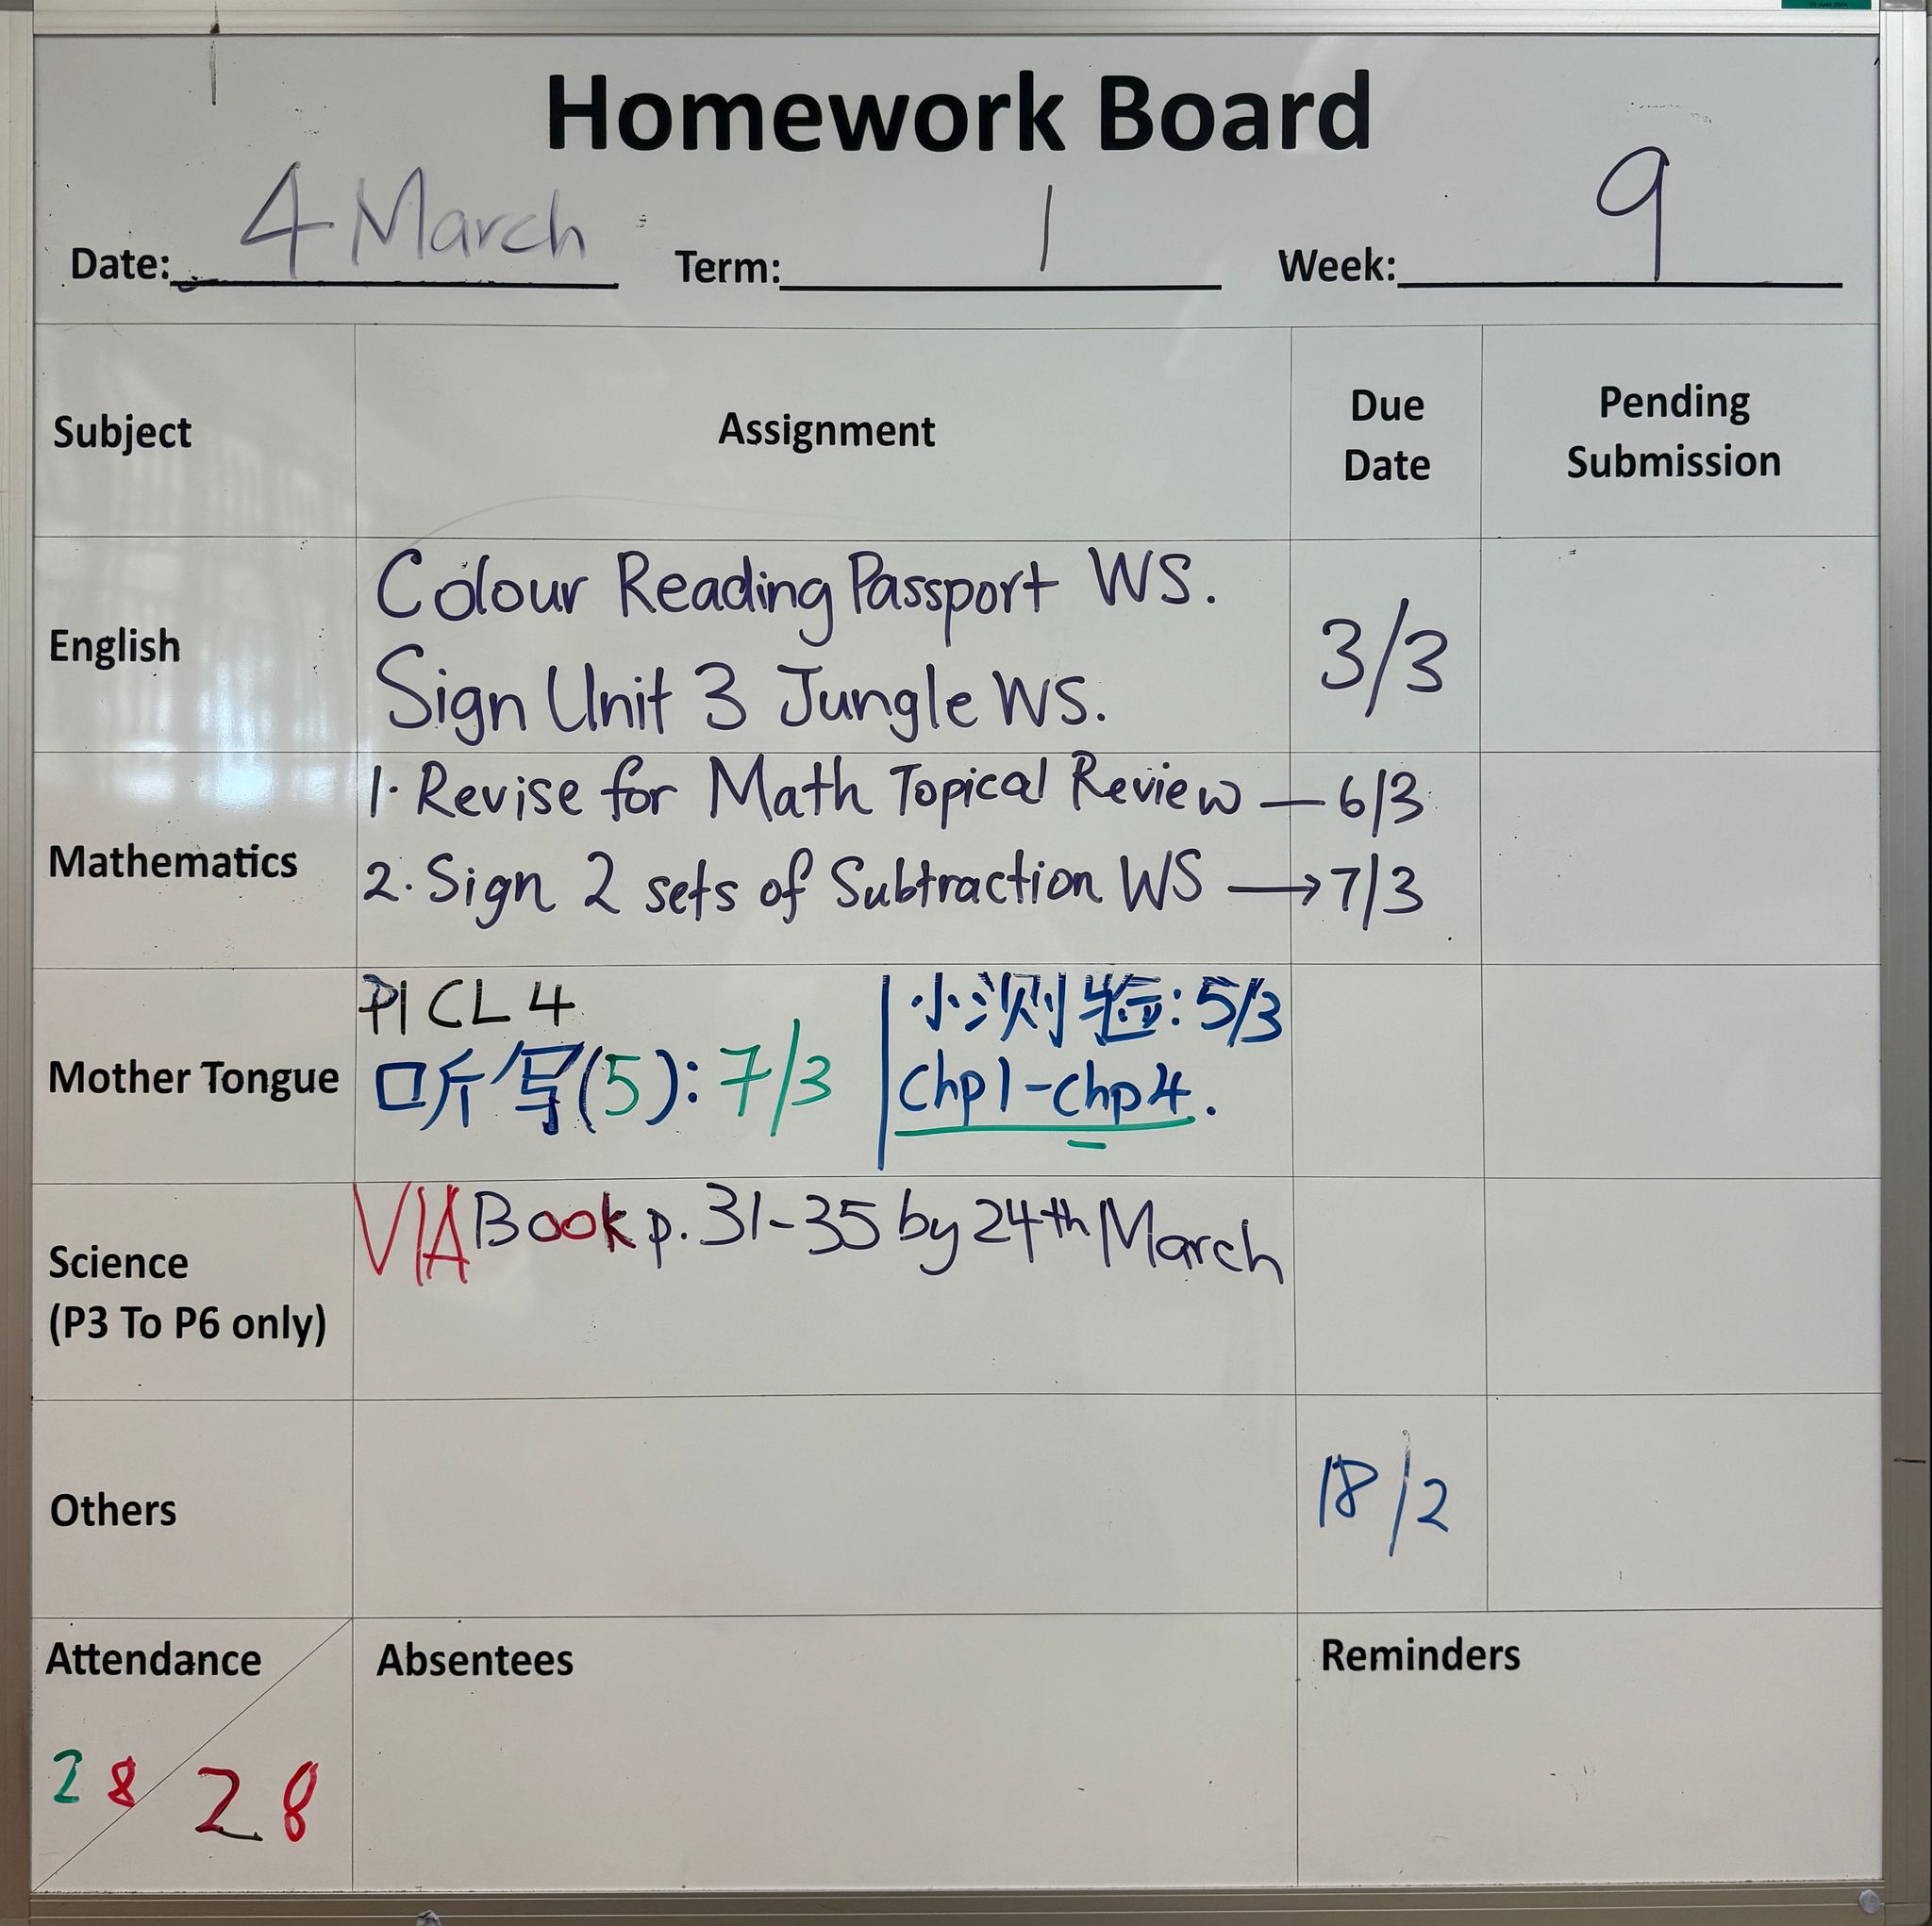 Homework Board
Date: 4 March Term: 1 Week: 9
Subject Assignment Due Date Pending Submission
English
Colour Reading Passport WS.
Sign Unit 3 Jungle WS.
3/3
Mathematics
1. Revise for Math Topical Review — 6/3
2. Sign 2 sets of Subtraction WS → 7/3
Mother Tongue
P1 CL 4
听写(5): 7/3
小测验: 5/3
Chp1-Chp4.
Science
(P3 To P6 only)
VIA Book p. 31-35 by 24th March
Others
18/2
Attendance
28 / 28
Absentees
Reminders